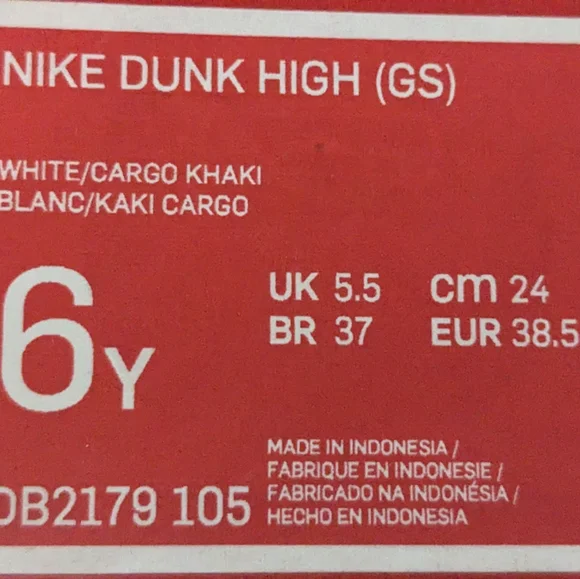 NIKE DUNK HIGH (GS)
WHITE/CARGO KHAKI
BLANC/KAKI CARGO
6Y
UK 5.5 cm 24
BR 37 EUR 38.5
MADE IN INDONESIA /
FABRIQUE EN INDONESIE /
FABRICADO NA INDONÉSIA /
HECHO EN INDONESIA
DB2179 105